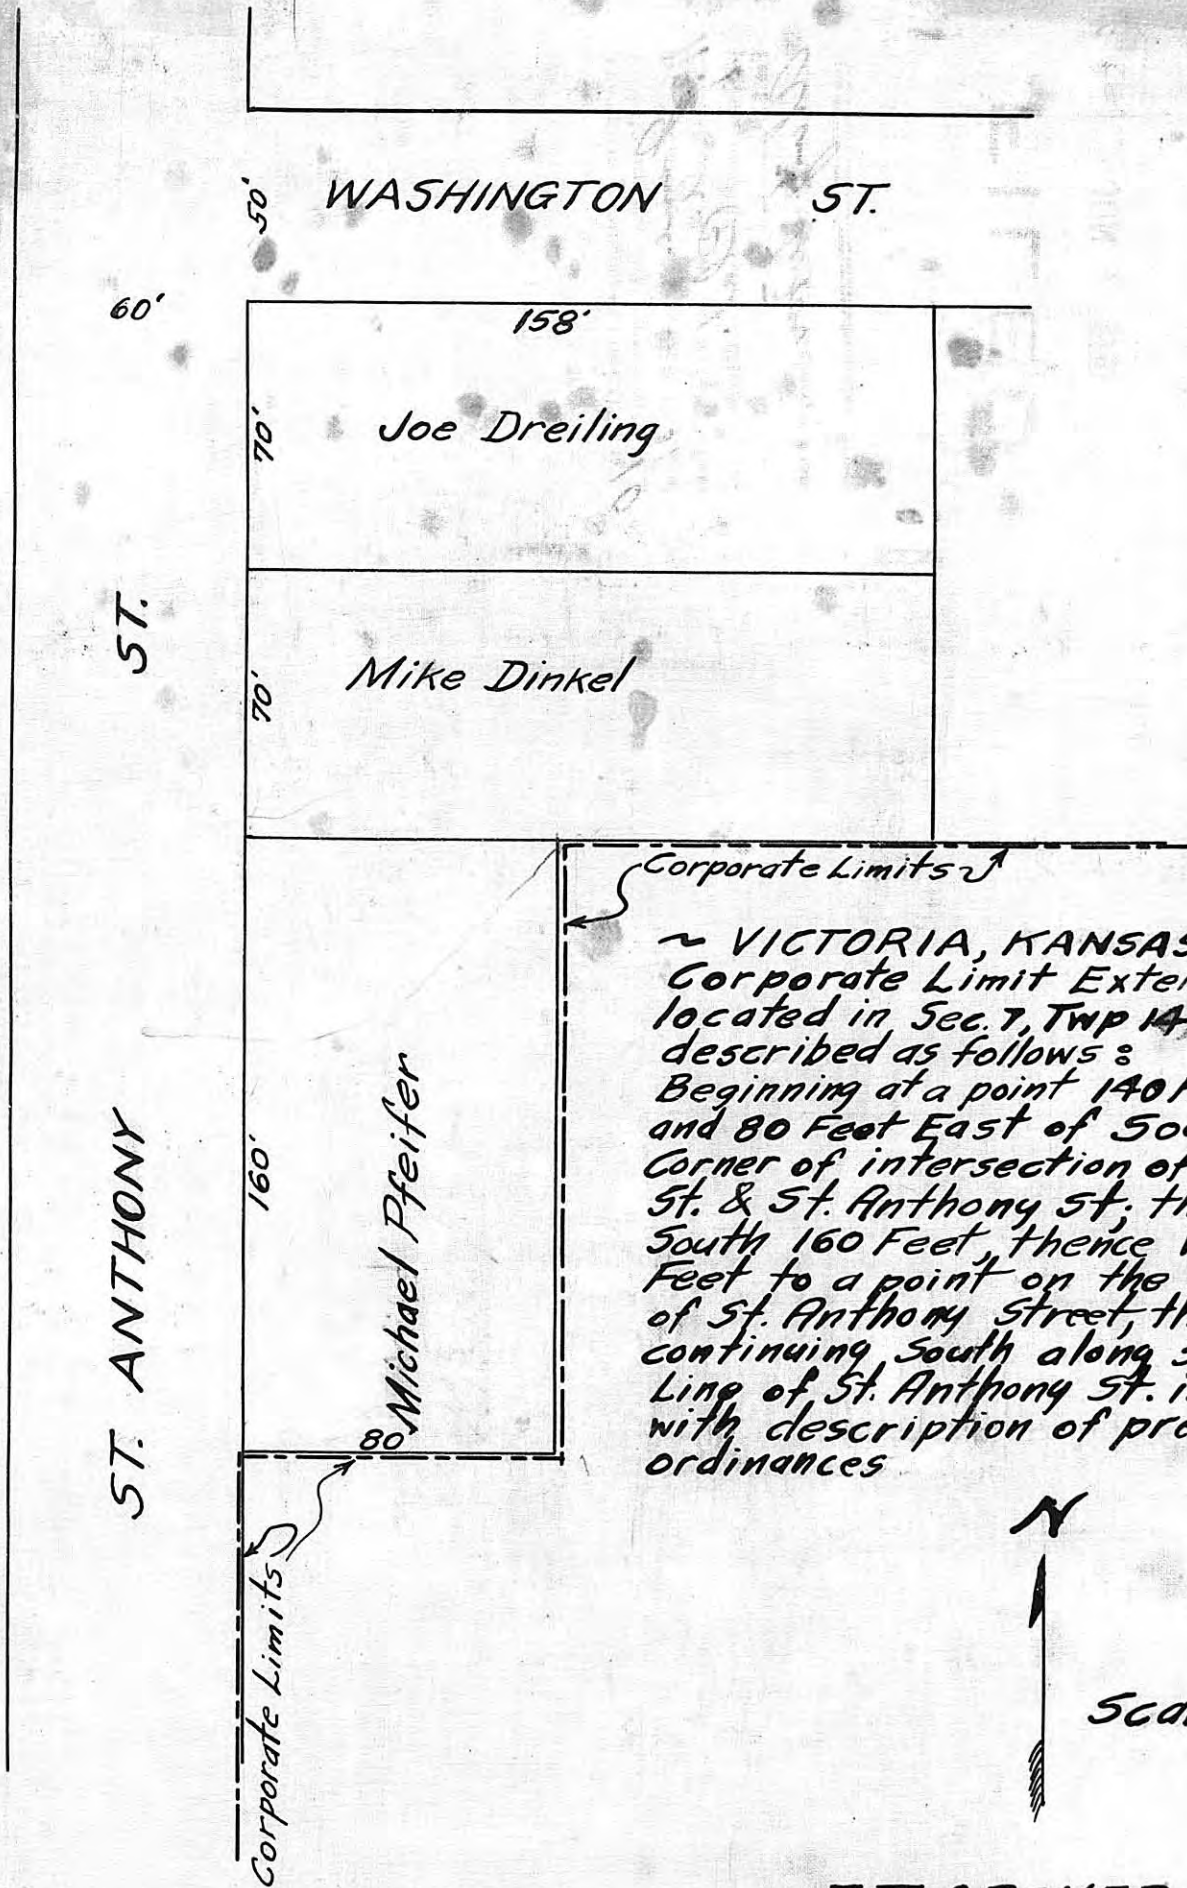 50'
WASHINGTON ST.
60'
158'
70'
Joe Dreiling
ST. ANTHONY ST.
70'
Mike Dinkel
Corporate Limits
~ VICTORIA, KANSAS
Corporate Limit Exte
located in Sec. 7, Twp 14
described as follows:
Beginning at a point 140
and 80 Feet East of So
Corner of intersection of
St. & St. Anthony St; th
South 160 Feet, thence
Feet to a point on the
of St. Anthony Street, th
continuing South along
Line of St. Anthony St. i
with description of pr
ordinances
160'
Michael Pfeifer
80
Corporate Limits
N
Sca